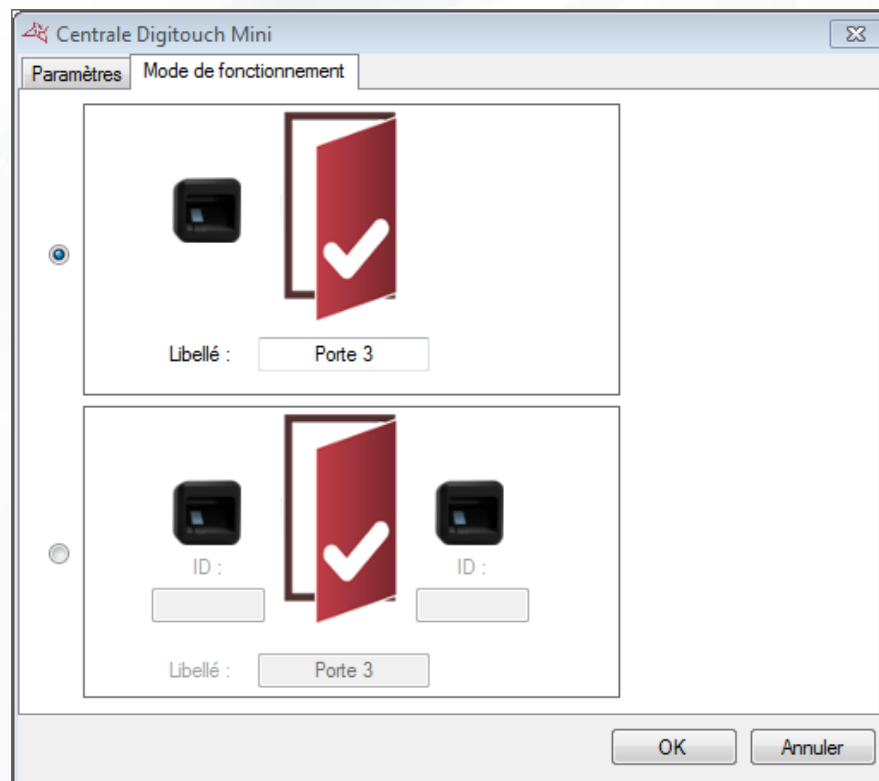 Centrale Digitouch Mini
Paramètres Mode de fonctionnement
Libellé : Porte 3
ID : ID :
Libellé : Porte 3
OK Annuler